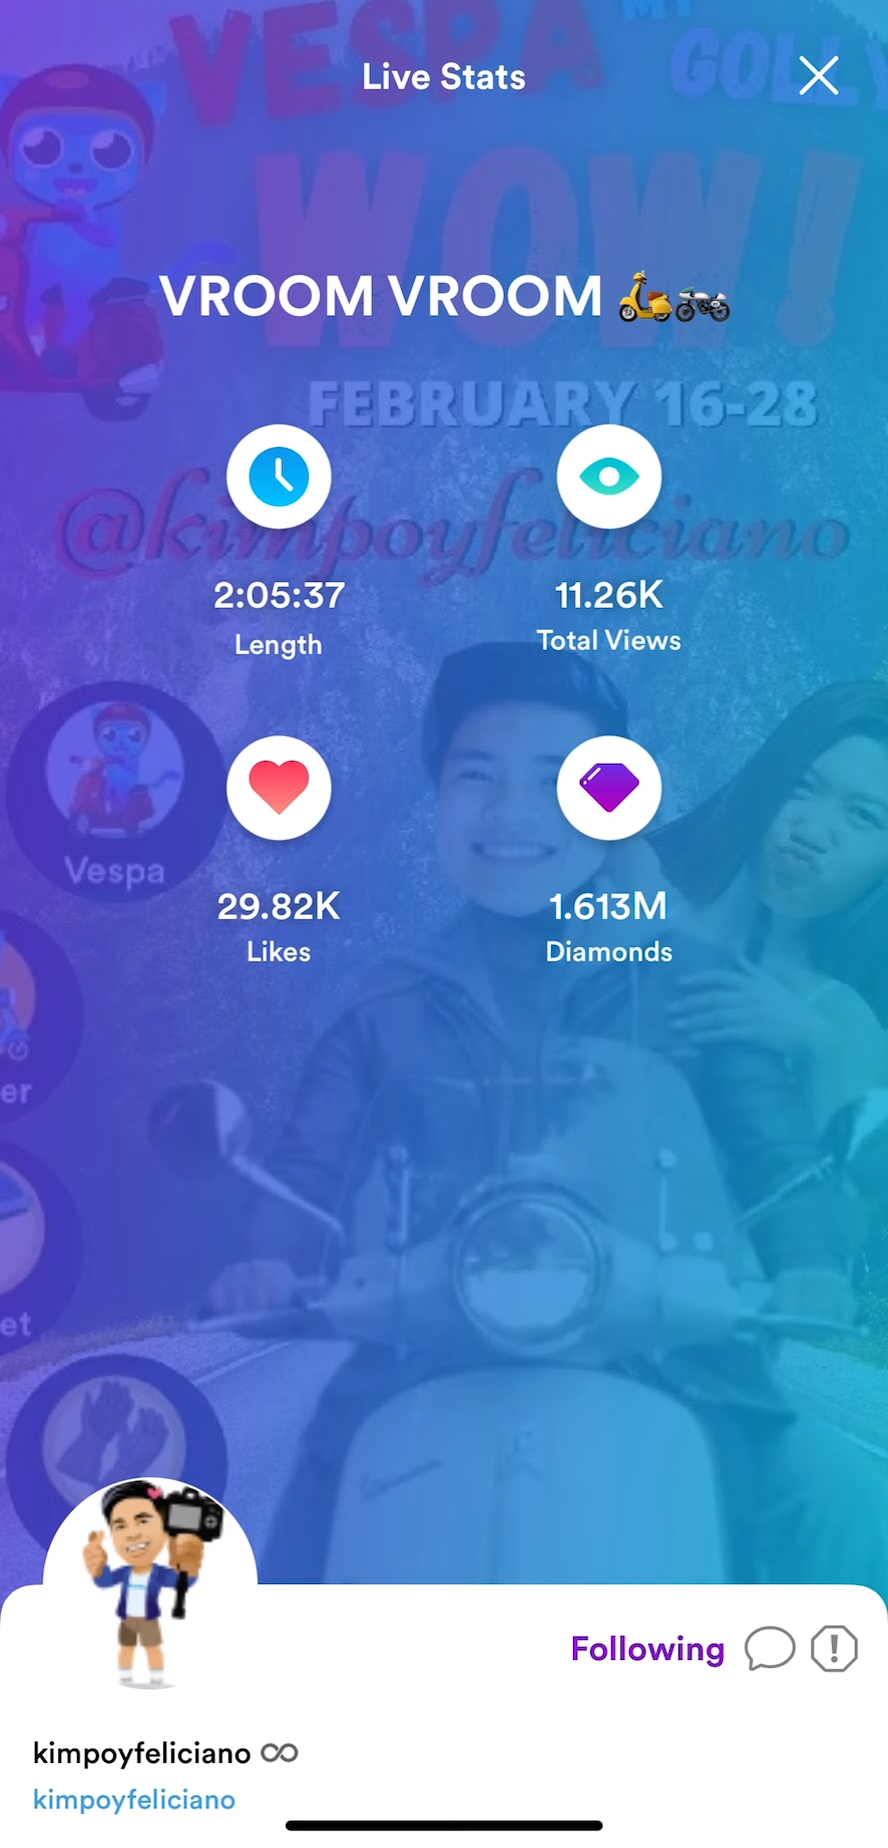 VESPA MY
GOLLY
Live Stats
WOW!
VROOM VROOM
FEBRUARY 16-28
@kimpoyfeliciano
2:05:37 11.26K
Length Total Views
Vespa
29.82K 1.613M
Likes Diamonds
er
et
Following
kimpoyfeliciano
kimpoyfeliciano